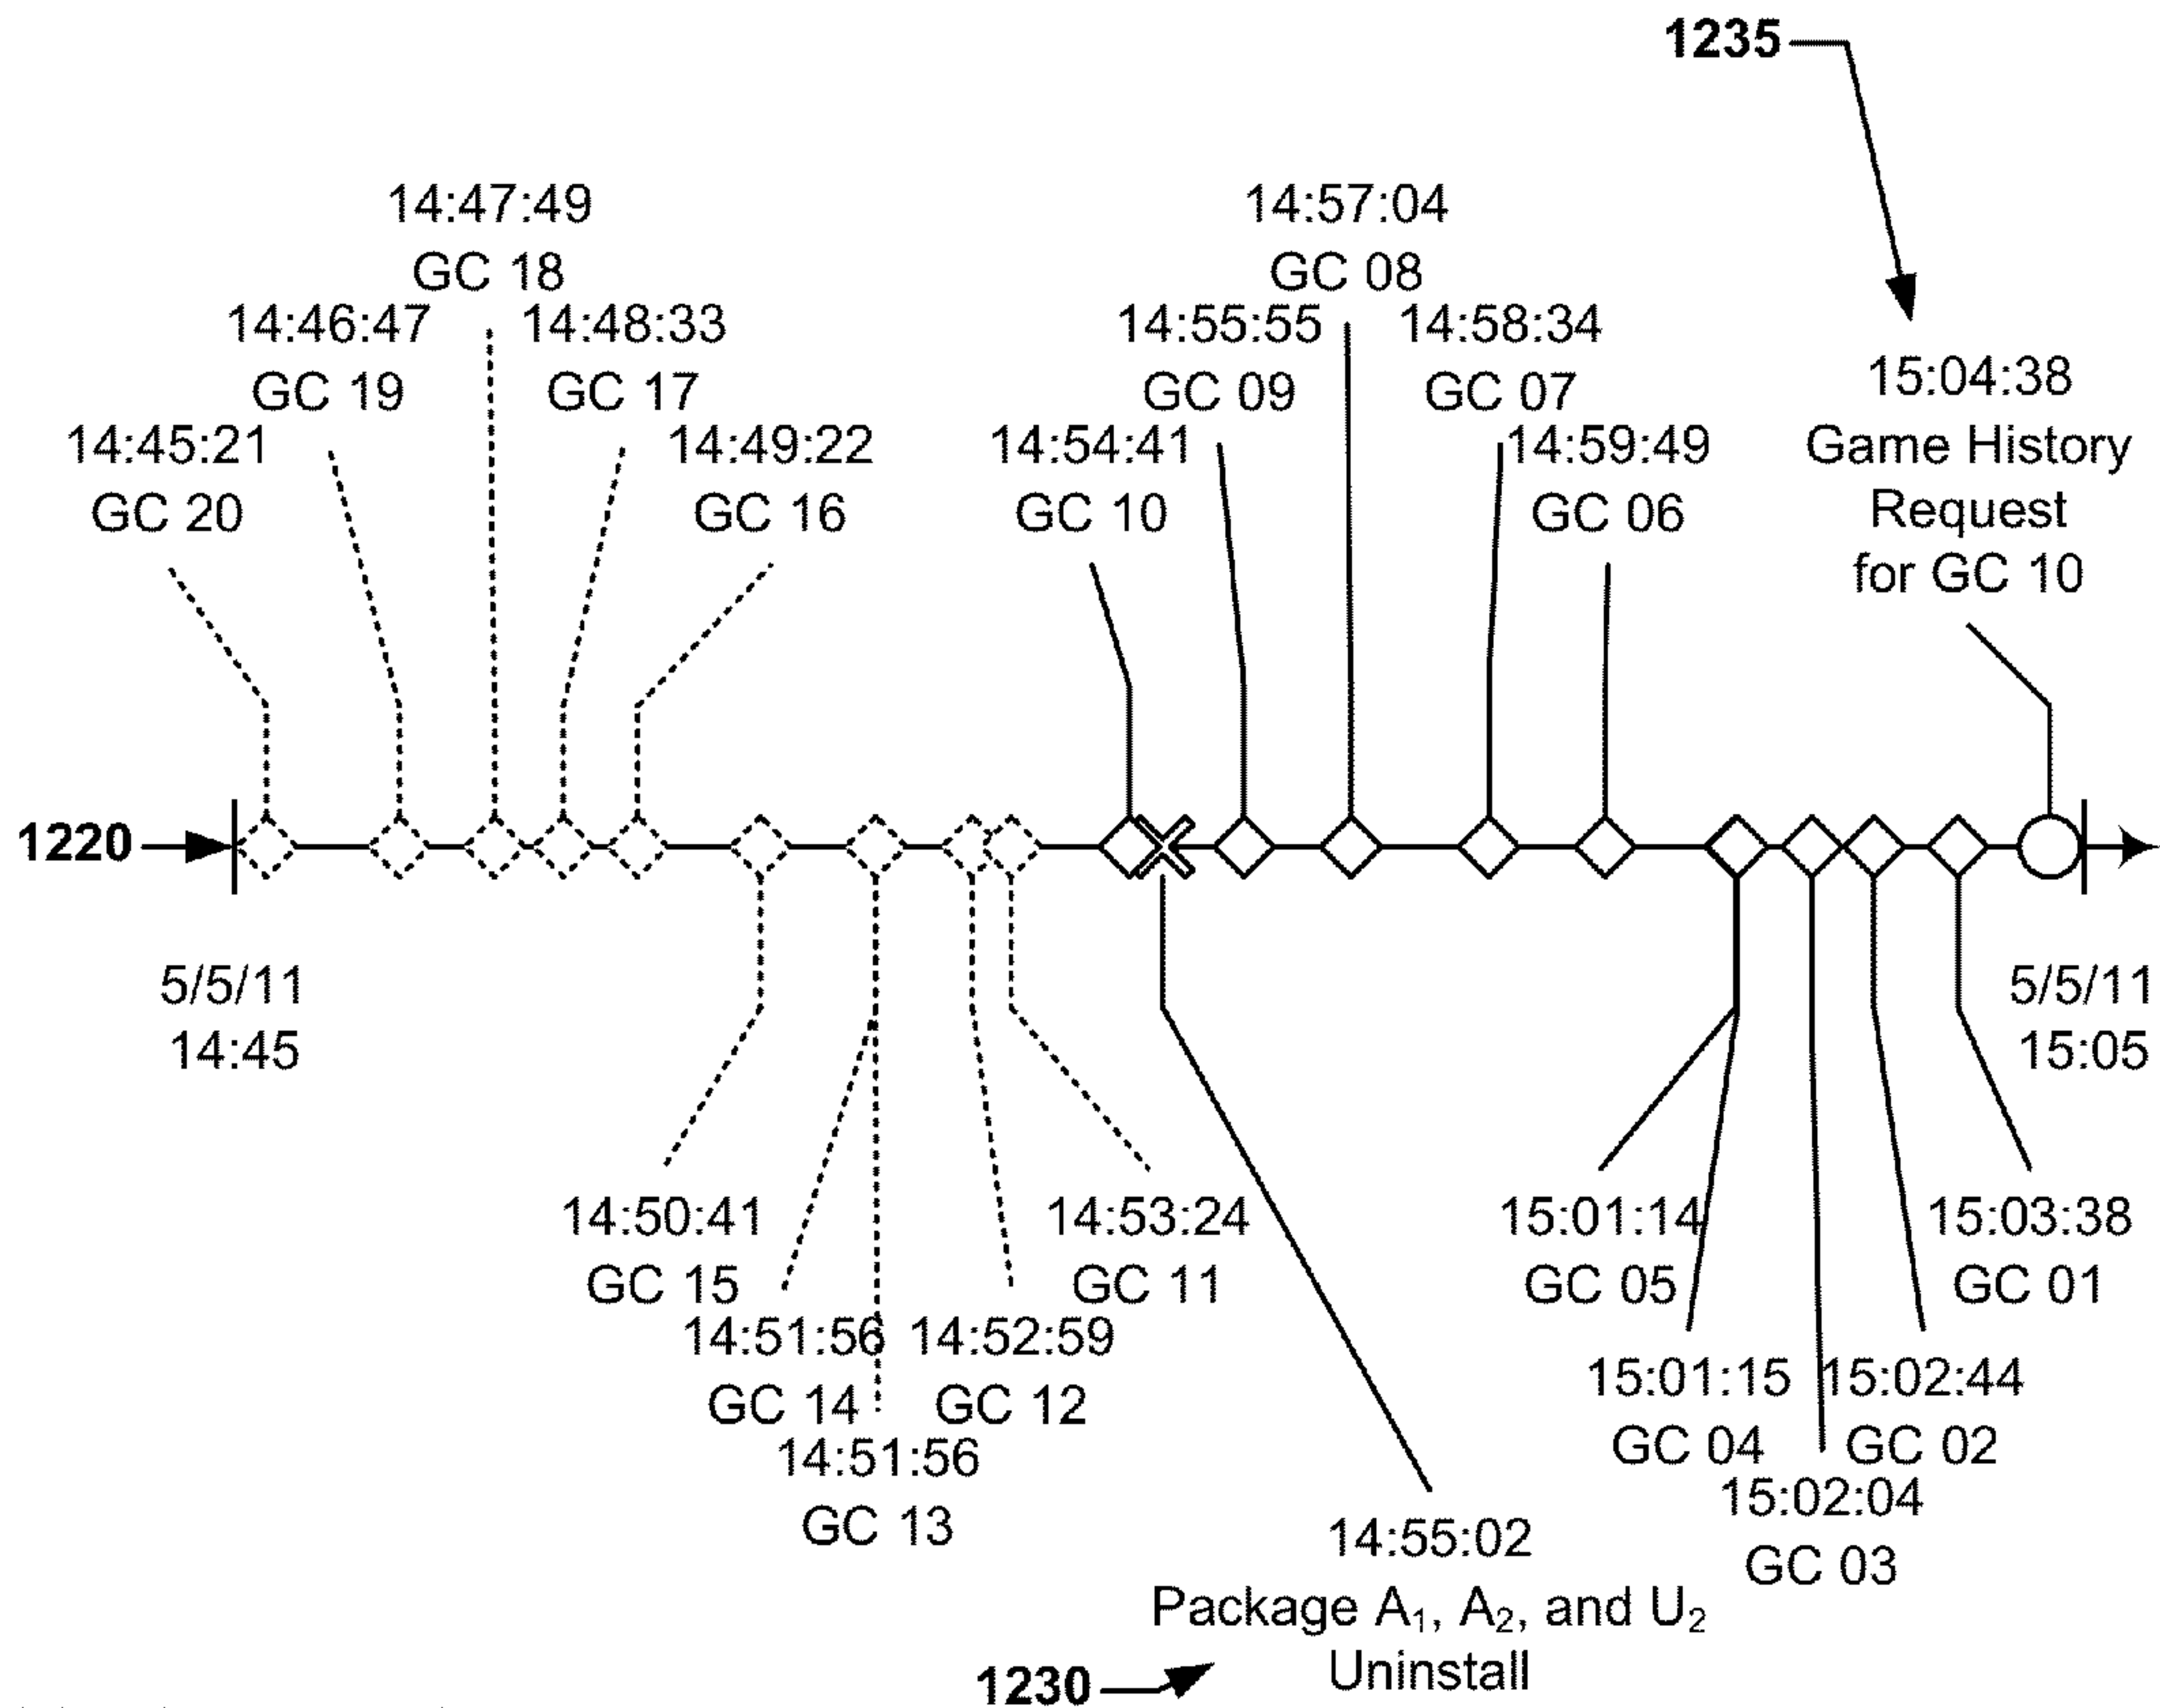 1235
14:47:49
GC 18
14:57:04
GC 08
14:46:47
GC 19
14:48:33
GC 17
14:55:55
GC 09
14:58:34
GC 07
15:04:38
Game History
Request
for GC 10
14:45:21
GC 20
14:49:22
GC 16
14:54:41
GC 10
14:59:49
GC 06
1220
5/5/11
14:45
5/5/11
15:05
14:50:41
GC 15
14:53:24
GC 11
15:01:14
GC 05
15:03:38
GC 01
14:51:56
GC 14
14:52:59
GC 12
15:01:15
GC 04
15:02:44
GC 02
14:51:56
GC 13
15:02:04
GC 03
14:55:02
Package A₁, A₂, and U₂
Uninstall
1230